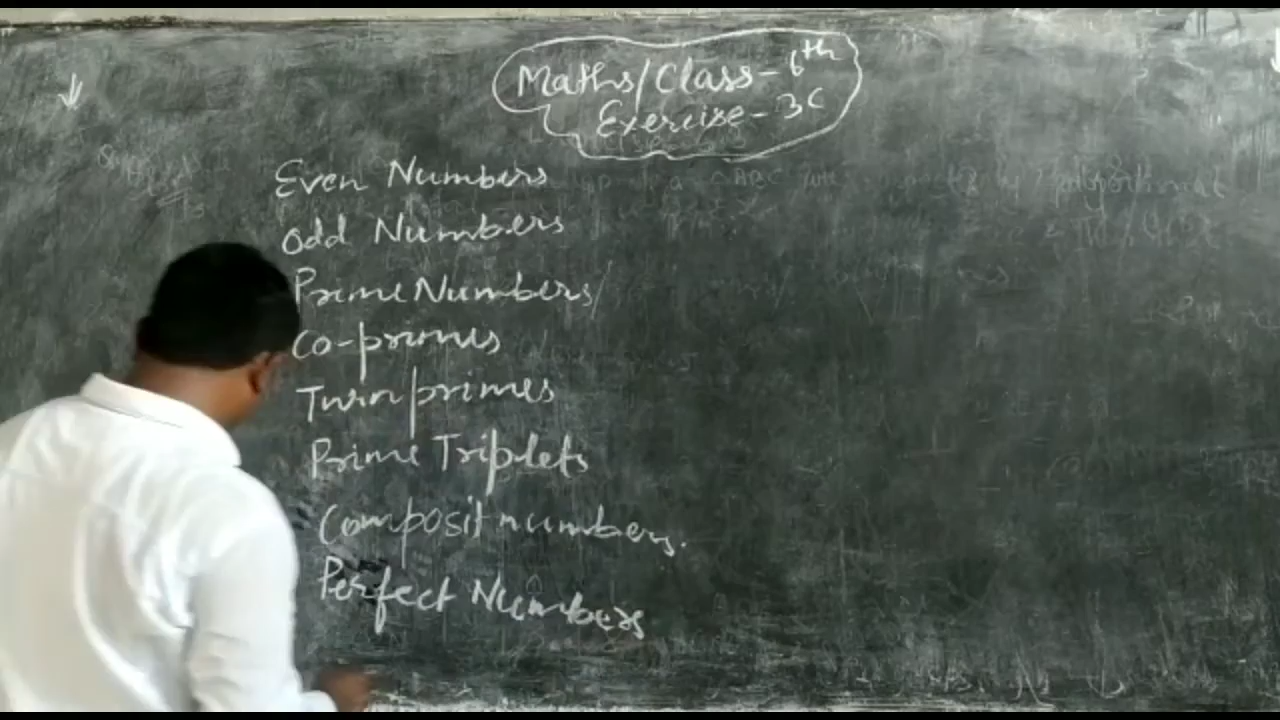 Maths/Class-6th
Exercise-3C
Even Numbers
Odd Numbers
Prime Numbers/
Co-primes
Twin primes
Prime Triplets
Composit numbers.
Perfect Numbers